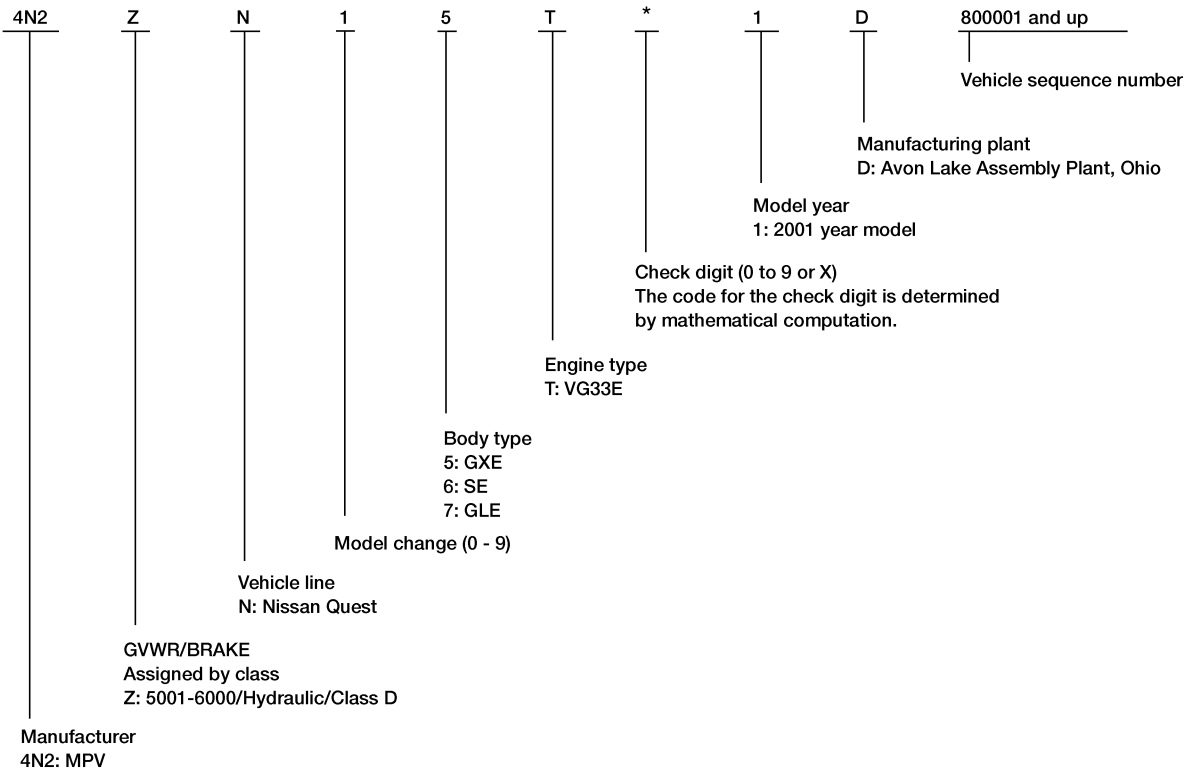 4N2 Z N 1 5 T * 1 D 800001 and up
Vehicle sequence number
Manufacturing plant
D: Avon Lake Assembly Plant, Ohio
Model year
1: 2001 year model
Check digit (0 to 9 or X)
The code for the check digit is determined
by mathematical computation.
Engine type
T: VG33E
Body type
5: GXE
6: SE
7: GLE
Model change (0 - 9)
Vehicle line
N: Nissan Quest
GVWR/BRAKE
Assigned by class
Z: 5001-6000/Hydraulic/Class D
Manufacturer
4N2: MPV